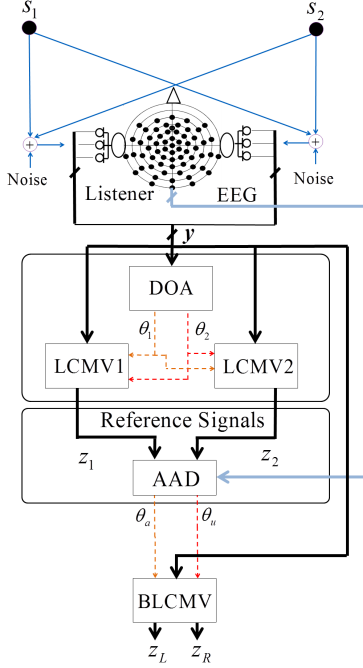 s1 s2
+ +
Noise Noise
Listener EEG
y
DOA
θ1 θ2
LCMV1 LCMV2
Reference Signals
z1 z2
AAD
θa θu
BLCMV
zL zR